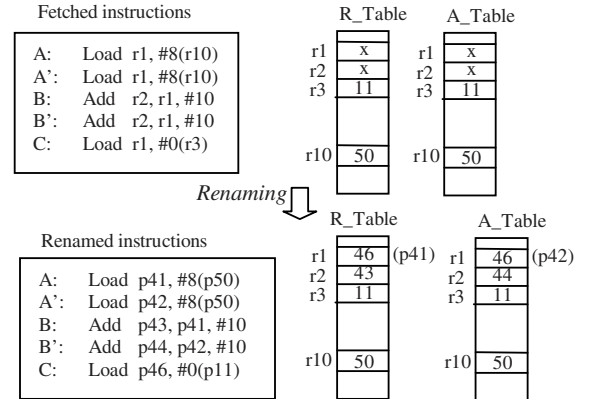 Fetched instructions
A: Load r1, #8(r10)
A': Load r1, #8(r10)
B: Add r2, r1, #10
B': Add r2, r1, #10
C: Load r1, #0(r3)
R_Table
r1 x
r2 x
r3 11
r10 50
A_Table
r1 x
r2 x
r3 11
r10 50
Renaming
Renamed instructions
A: Load p41, #8(p50)
A': Load p42, #8(p50)
B: Add p43, p41, #10
B': Add p44, p42, #10
C: Load p46, #0(p11)
R_Table
r1 46 (p41)
r2 43
r3 11
r10 50
A_Table
r1 46 (p42)
r2 44
r3 11
r10 50